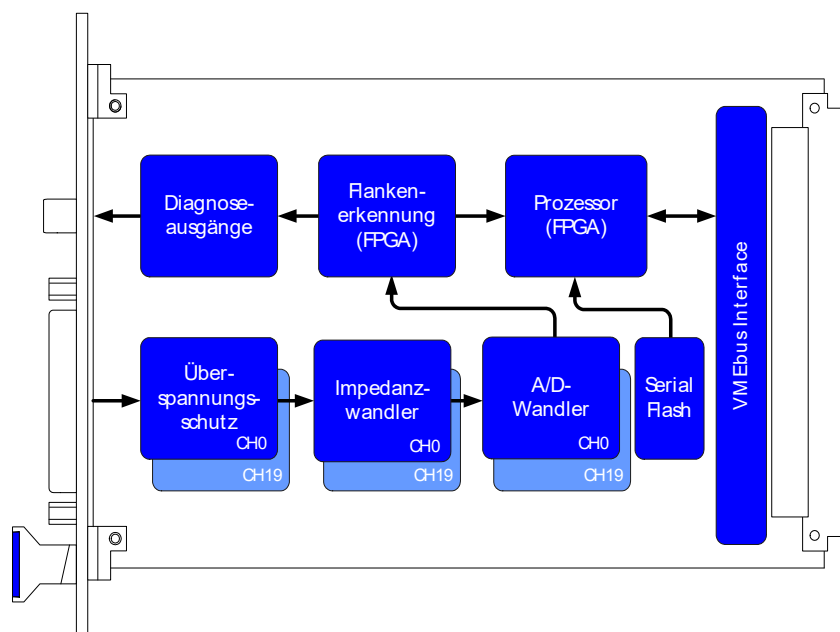 Diagnose-
ausgänge
Flanken-
erkennung
(FPGA)
Prozessor
(FPGA)
VMEbus Interface
Über-
spannungs-
schutz
CH0
CH19
Impedanz-
wandler
CH0
CH19
A/D-
Wandler
CH0
CH19
Serial
Flash